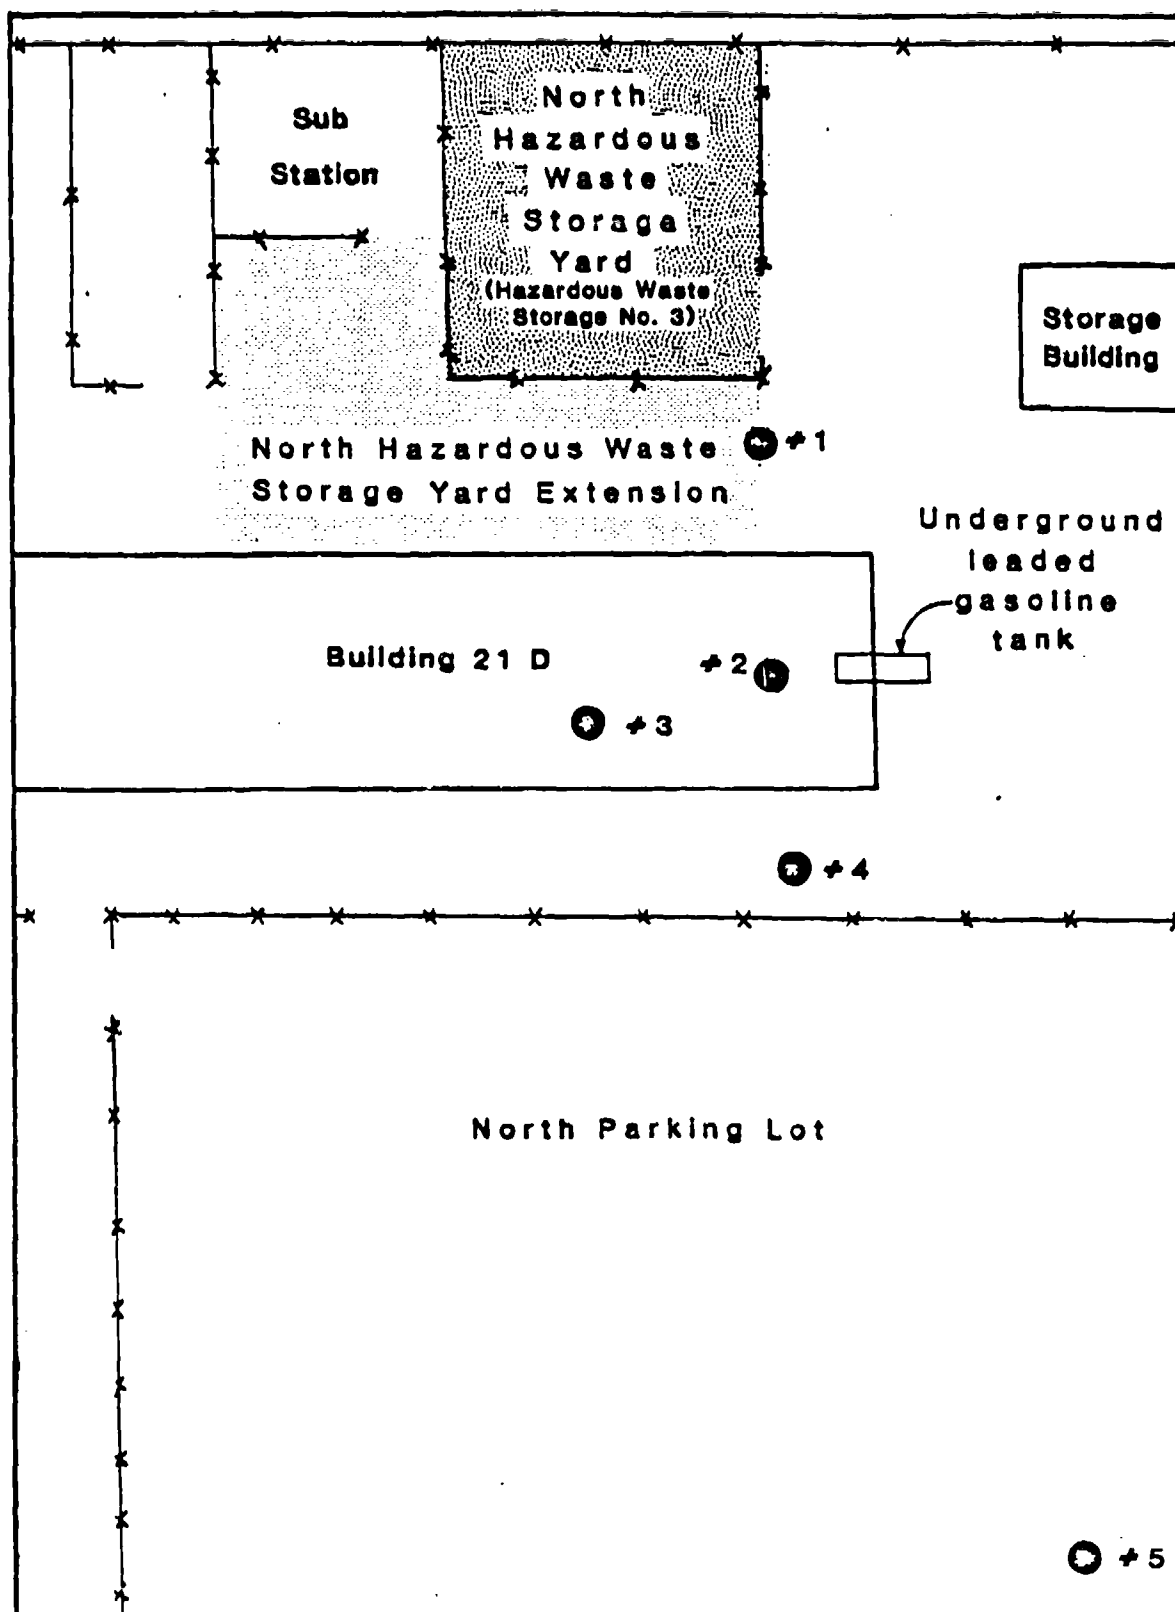 Sub
Station
North
Hazardous
Waste
Storage
Yard
(Hazardous Waste
Storage No. 3)
Storage
Building
North Hazardous Waste
Storage Yard Extension
#1
Underground
leaded
gasoline
tank
Building 21 D
#2
#3
#4
North Parking Lot
#5